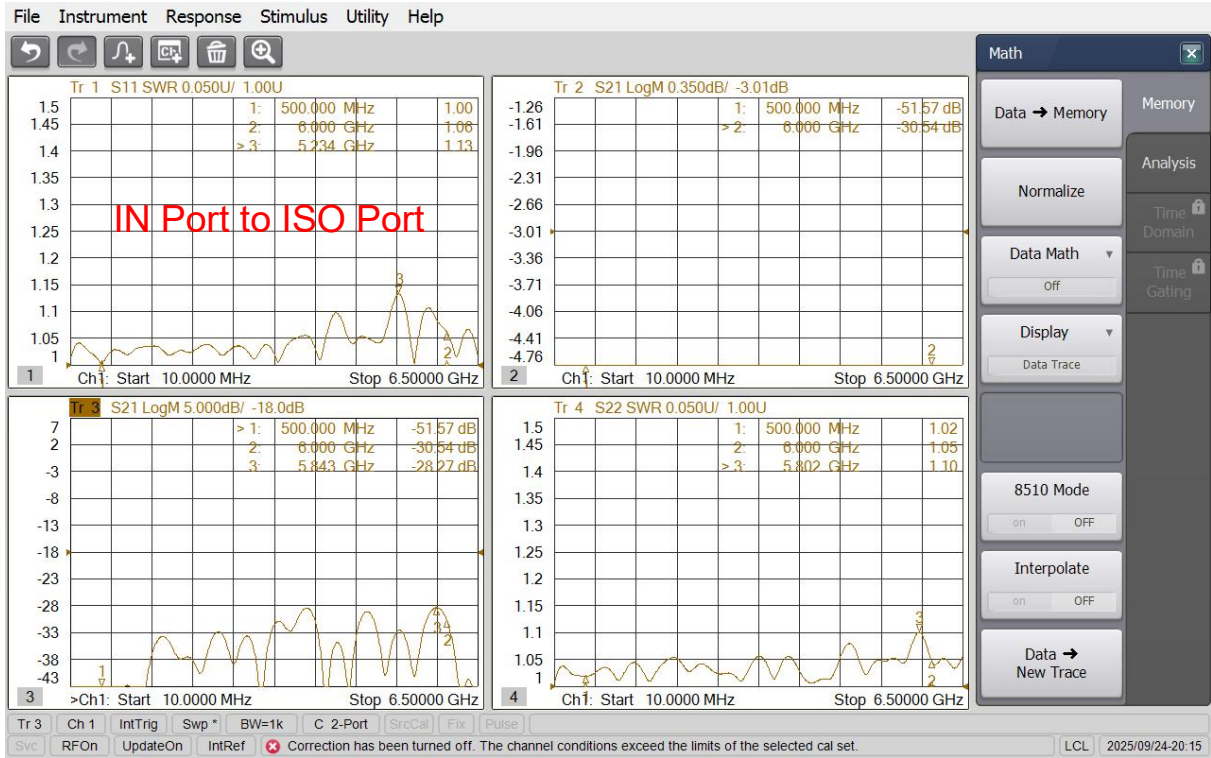 File Instrument Response Stimulus Utility Help
Tr 1 S11 SWR 0.050U/ 1.00U
1: 500.000 MHz 1.00
2: 6.000 GHz 1.06
> 3: 5.234 GHz 1.13
1.5
1.45
1.4
1.35
1.3
1.25
1.2
1.15
1.1
1.05
1
IN Port to ISO Port
3
2
1
1 Ch1: Start 10.0000 MHz Stop 6.50000 GHz
Tr 2 S21 LogM 0.350dB/ -3.01dB
1: 500.000 MHz -51.57 dB
> 2: 6.000 GHz -30.54 dB
-1.26
-1.61
-1.96
-2.31
-2.66
-3.01
-3.36
-3.71
-4.06
-4.41
-4.76
2
2 Ch1: Start 10.0000 MHz Stop 6.50000 GHz
Tr 3 S21 LogM 5.000dB/ -18.0dB
> 1: 500.000 MHz -51.57 dB
2: 6.000 GHz -30.54 dB
3: 5.843 GHz -28.27 dB
7
2
-3
-8
-13
-18
-23
-28
-33
-38
-43
1
3
2
3 >Ch1: Start 10.0000 MHz Stop 6.50000 GHz
Tr 4 S22 SWR 0.050U/ 1.00U
1: 500.000 MHz 1.02
2: 6.000 GHz 1.05
> 3: 5.802 GHz 1.10
1.5
1.45
1.4
1.35
1.3
1.25
1.2
1.15
1.1
1.05
1
3
2
4 Ch1: Start 10.0000 MHz Stop 6.50000 GHz
Math
Data → Memory
Normalize
Data Math
Off
Display
Data Trace
8510 Mode
on OFF
Interpolate
on OFF
Data →
New Trace
Memory
Analysis
Time
Domain
Time
Gating
Tr 3 Ch 1 IntTrig Swp * BW=1k C 2-Port SrcCal Fix Pulse
Svc RFOn UpdateOn IntRef Correction has been turned off. The channel conditions exceed the limits of the selected cal set. LCL 2025/09/24-20:15